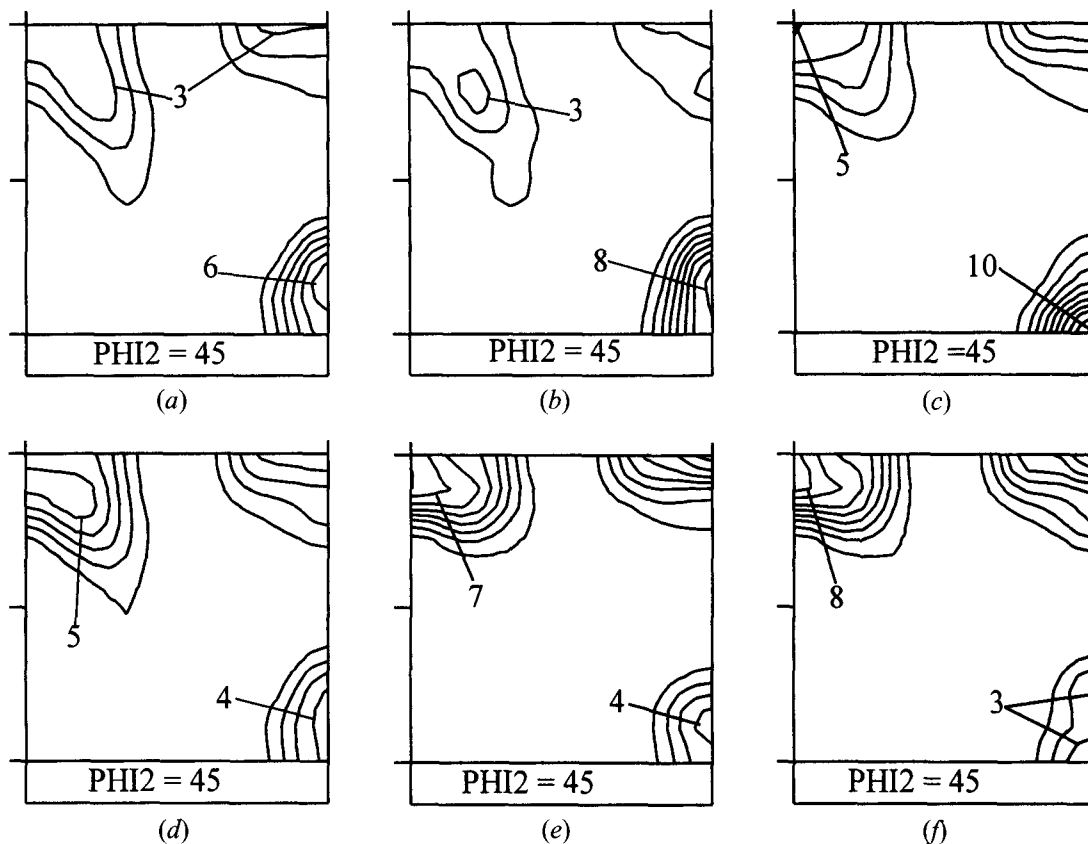 3
6
PHI2 = 45
(a)
3
8
PHI2 = 45
(b)
5
10
PHI2 =45
(c)
5
4
PHI2 = 45
(d)
7
4
PHI2 = 45
(e)
8
3
PHI2 = 45
(f)